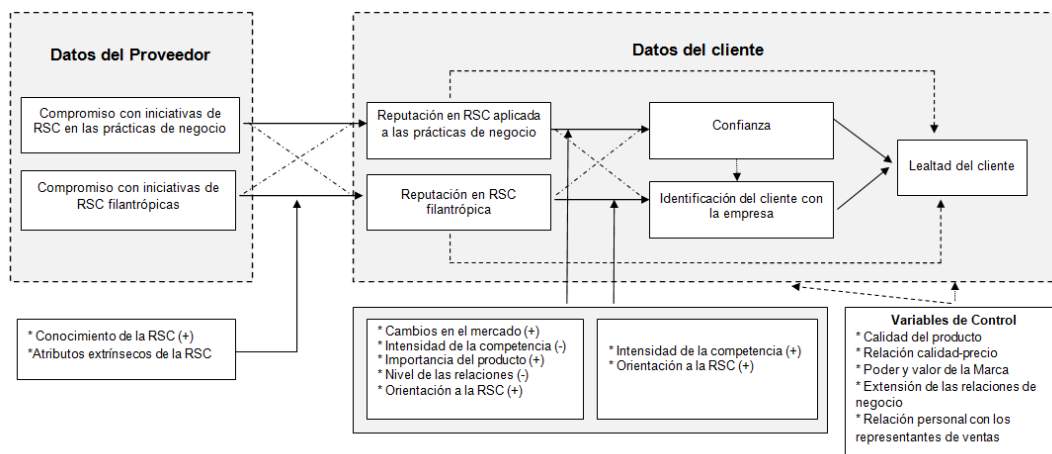 Datos del Proveedor
Compromiso con iniciativas de
RSC en las prácticas de negocio
Compromiso con iniciativas de
RSC filantrópicas
Datos del cliente
Reputación en RSC aplicada
a las prácticas de negocio
Reputación en RSC
filantrópica
Confianza
Identificación del cliente con
la empresa
Lealtad del cliente
* Conocimiento de la RSC (+)
*Atributos extrínsecos de la RSC
* Cambios en el mercado (+)
* Intensidad de la competencia (-)
* Importancia del producto (+)
* Nivel de las relaciones (-)
* Orientación a la RSC (+)
* Intensidad de la competencia (+)
* Orientación a la RSC (+)
Variables de Control
* Calidad del producto
* Relación calidad-precio
* Poder y valor de la Marca
* Extensión de las relaciones de
negocio
* Relación personal con los
representantes de ventas